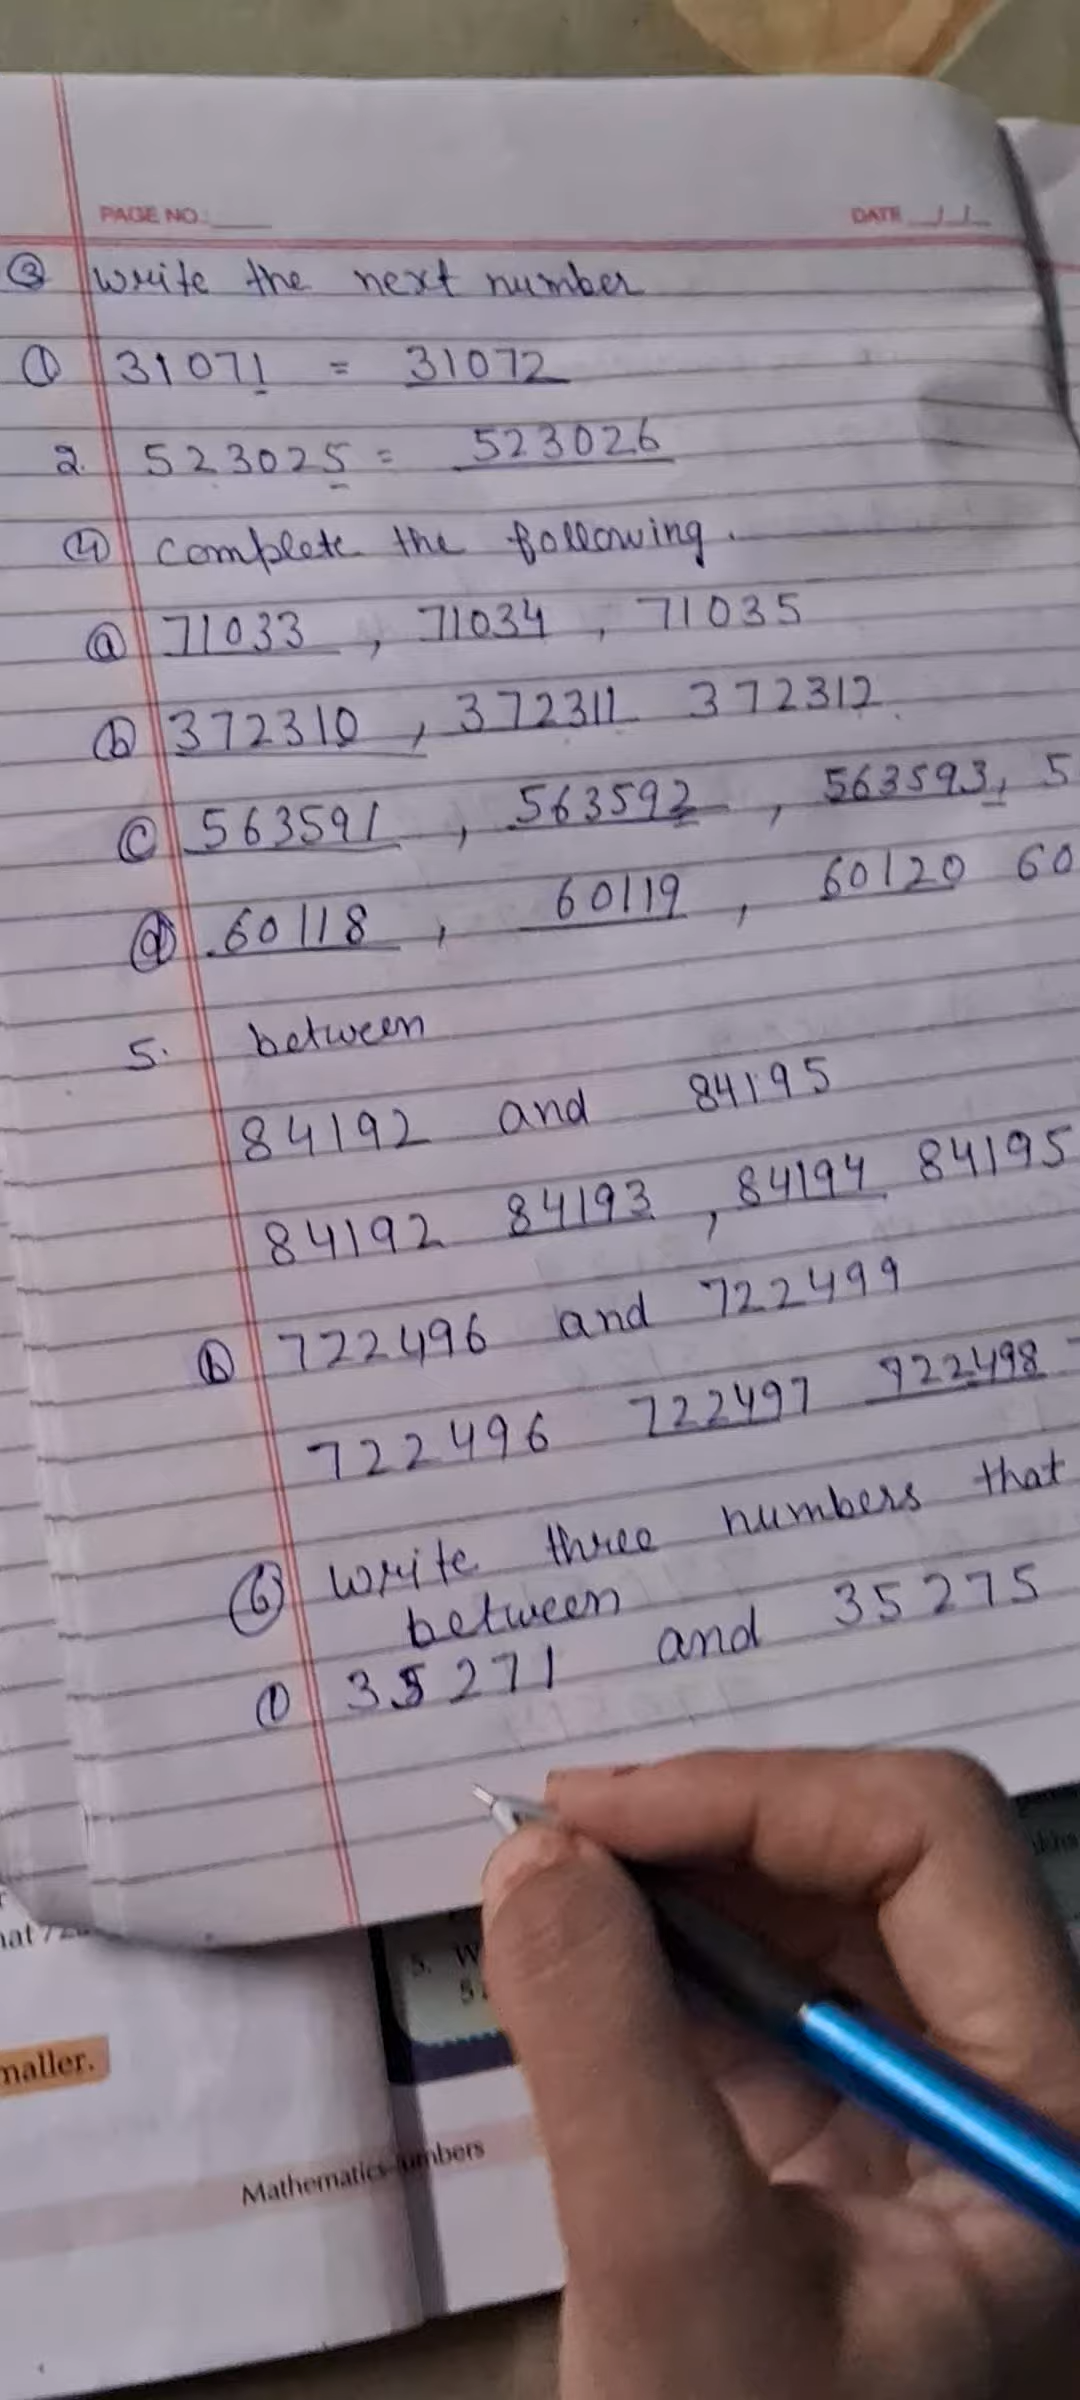 PAGE NO.: DATE / /
③ Write the next number
① 31071 = 31072
2. 523025 = 523026
④ complete the following.
ⓐ 71033 , 71034 , 71035
ⓑ 372310 , 372311 372312
ⓒ 563591 , 563592 , 563593, 5
ⓓ 60118 , 60119 , 60120 60
5. between
84192 and 84195
84192 84193 , 84194 84195
ⓑ 722496 and 722499
722496 722497 722498
⑥ Write three numbers that
between
① 35271 and 35275
5. W
maller.
Mathematics
umbers